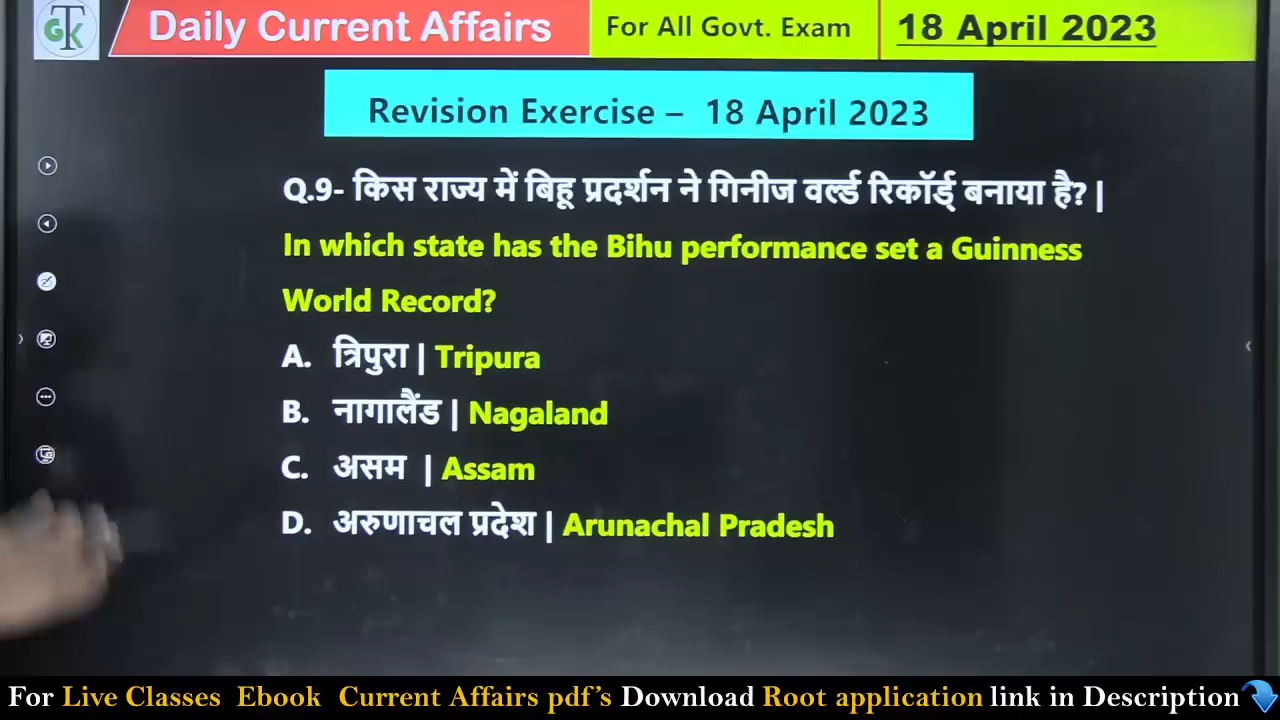 GTK
Daily Current Affairs
For All Govt. Exam
18 April 2023
Revision Exercise – 18 April 2023
Q.9- किस राज्य में बिहू प्रदर्शन ने गिनीज वर्ल्ड रिकॉर्ड् बनाया है? |
In which state has the Bihu performance set a Guinness
World Record?
A. त्रिपुरा | Tripura
B. नागालैंड | Nagaland
C. असम | Assam
D. अरुणाचल प्रदेश | Arunachal Pradesh
For Live Classes Ebook Current Affairs pdf's Download Root application link in Description